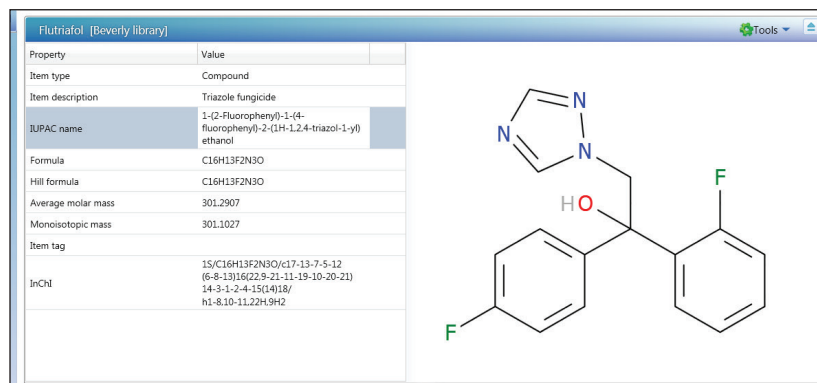 Flutriafol [Beverly library]
Tools
Property Value
Item type Compound
Item description Triazole fungicide
IUPAC name 1-(2-Fluorophenyl)-1-(4-
fluorophenyl)-2-(1H-1,2,4-triazol-1-yl)
ethanol
Formula C16H13F2N3O
Hill formula C16H13F2N3O
Average molar mass 301.2907
Monoisotopic mass 301.1027
Item tag
InChI 1S/C16H13F2N3O/c17-13-7-5-12
(6-8-13)16(22,9-21-11-19-10-20-21)
14-3-1-2-4-15(14)18/
h1-8,10-11,22H,9H2
N
N
N
F
HO
F